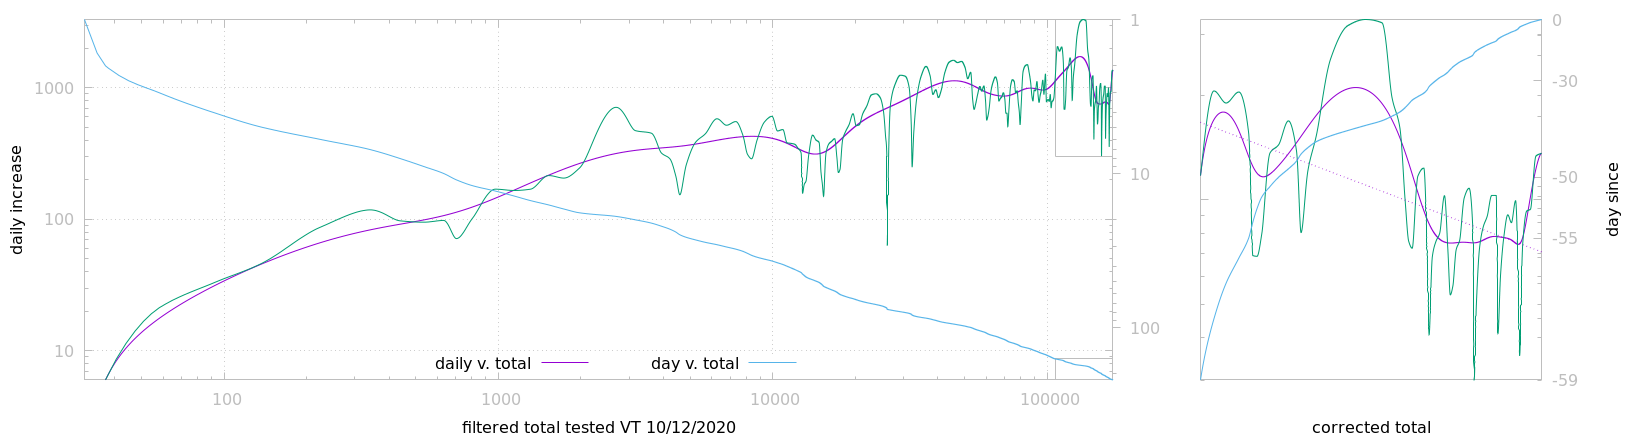 1000
100
10
daily increase
daily v. total
day v. total
100
1000
10000
100000
filtered total tested VT 10/12/2020
1
10
100
0
-30
-50
-55
-59
day since
corrected total